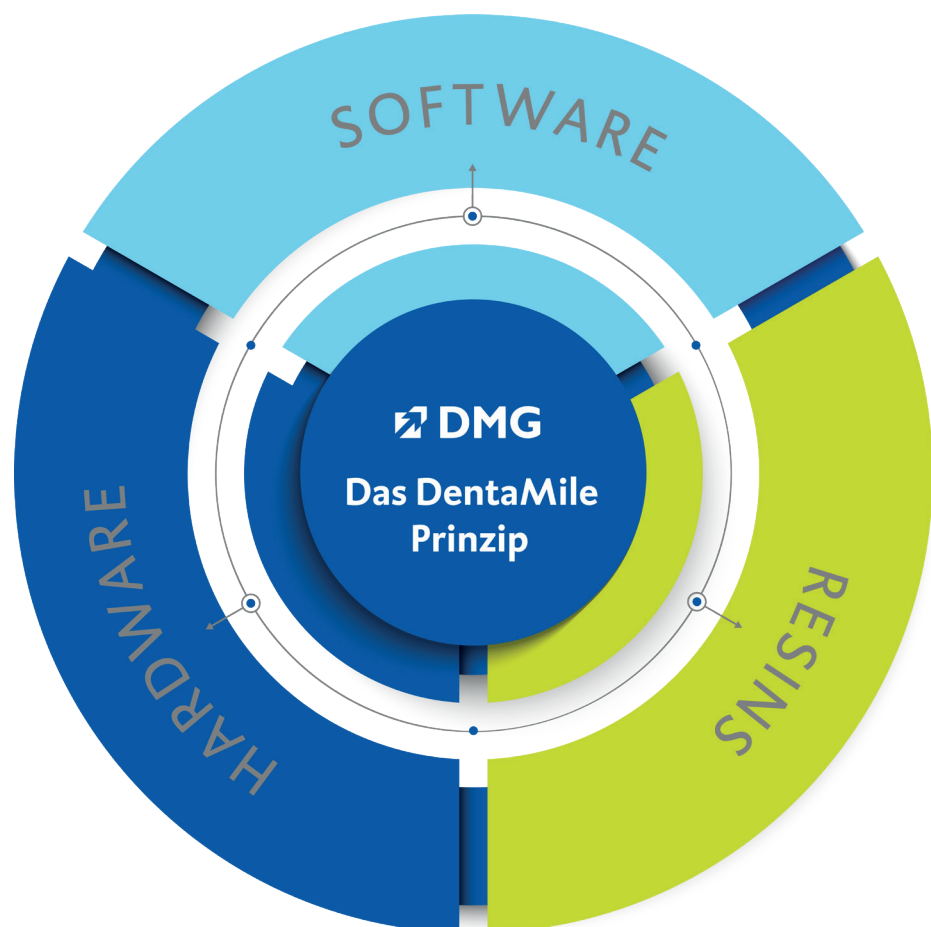 SOFTWARE
DMG
Das DentaMile
Prinzip
HARDWARE
RESINS